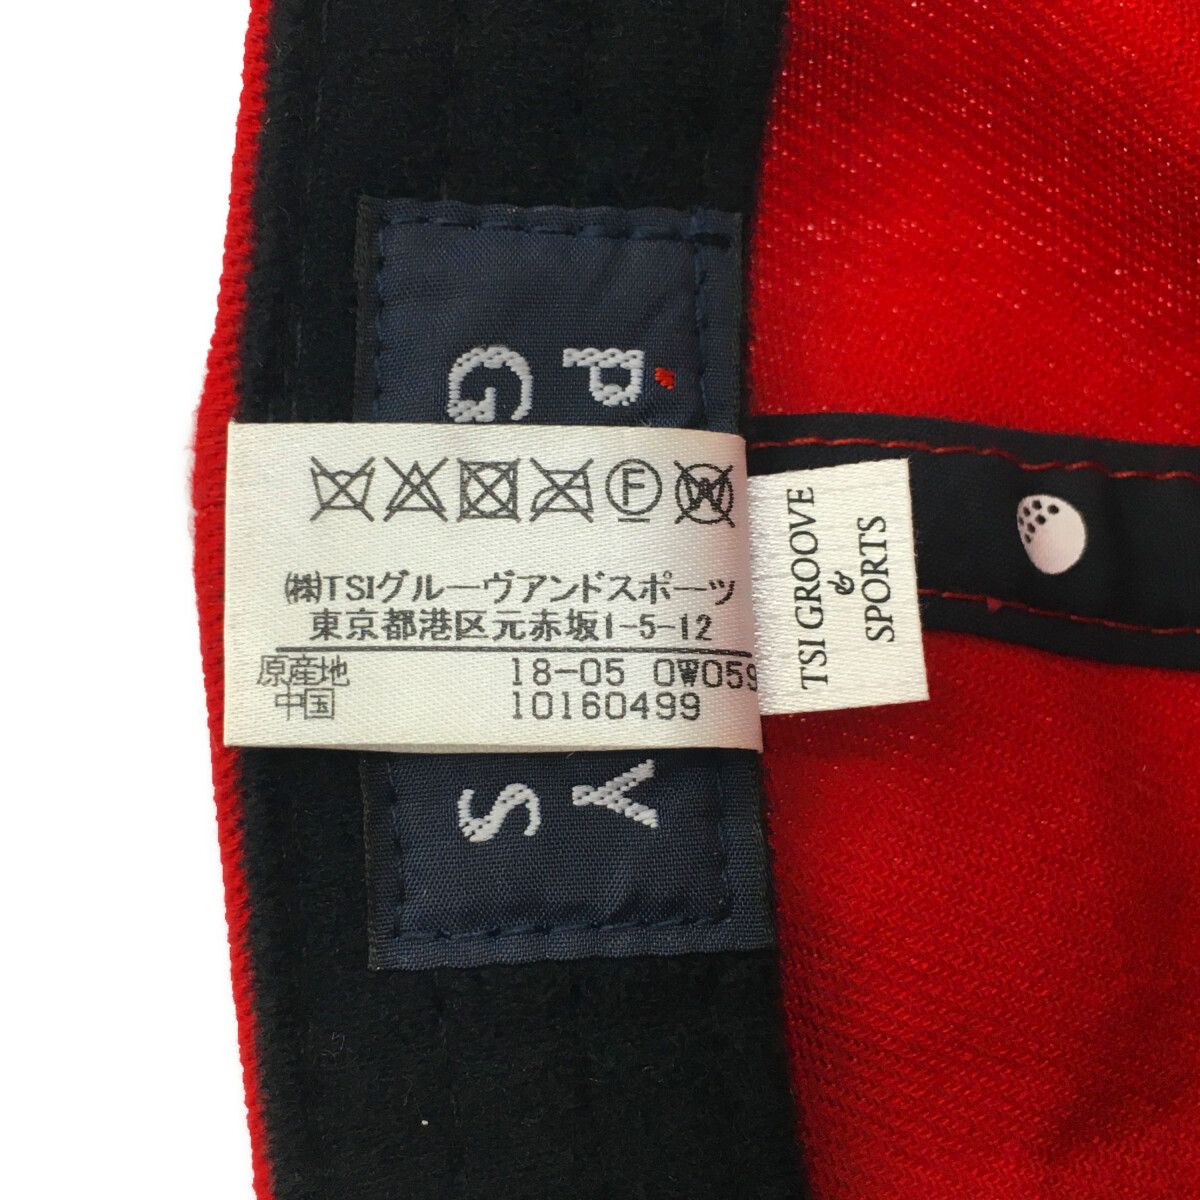 P
G
F W
㈱TSIグルーヴアンドスポーツ
東京都港区元赤坂1-5-12
原産地 18-05 0W059
中国 10160499
TSI GROOVE
&
SPORTS
Y
S